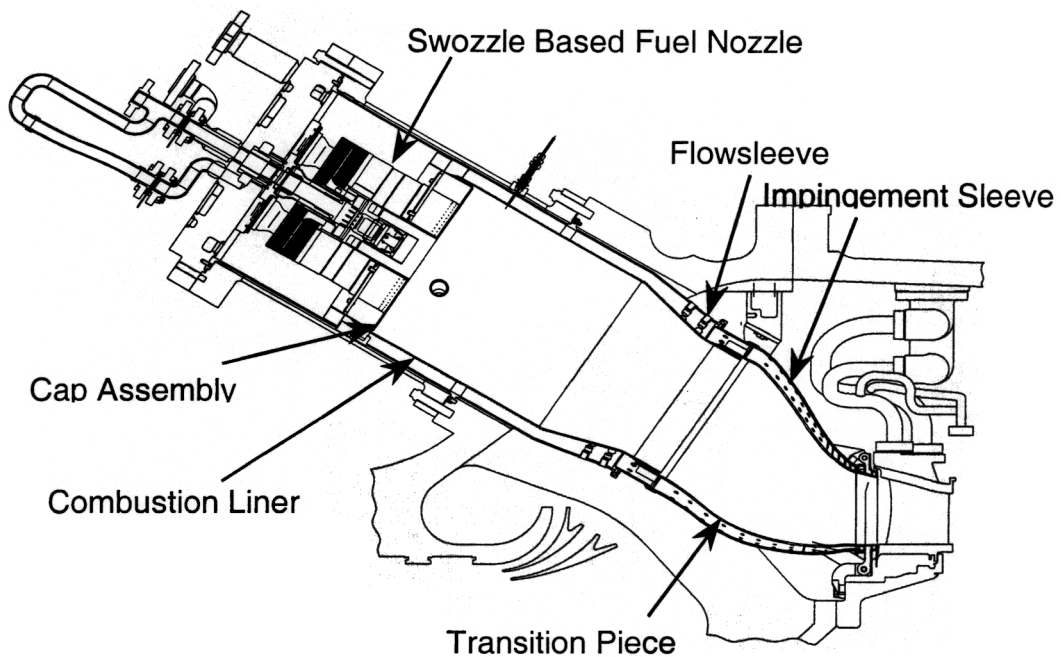 Swozzle Based Fuel Nozzle
Flowsleeve
Impingement Sleeve
Cap Assembly
Combustion Liner
Transition Piece